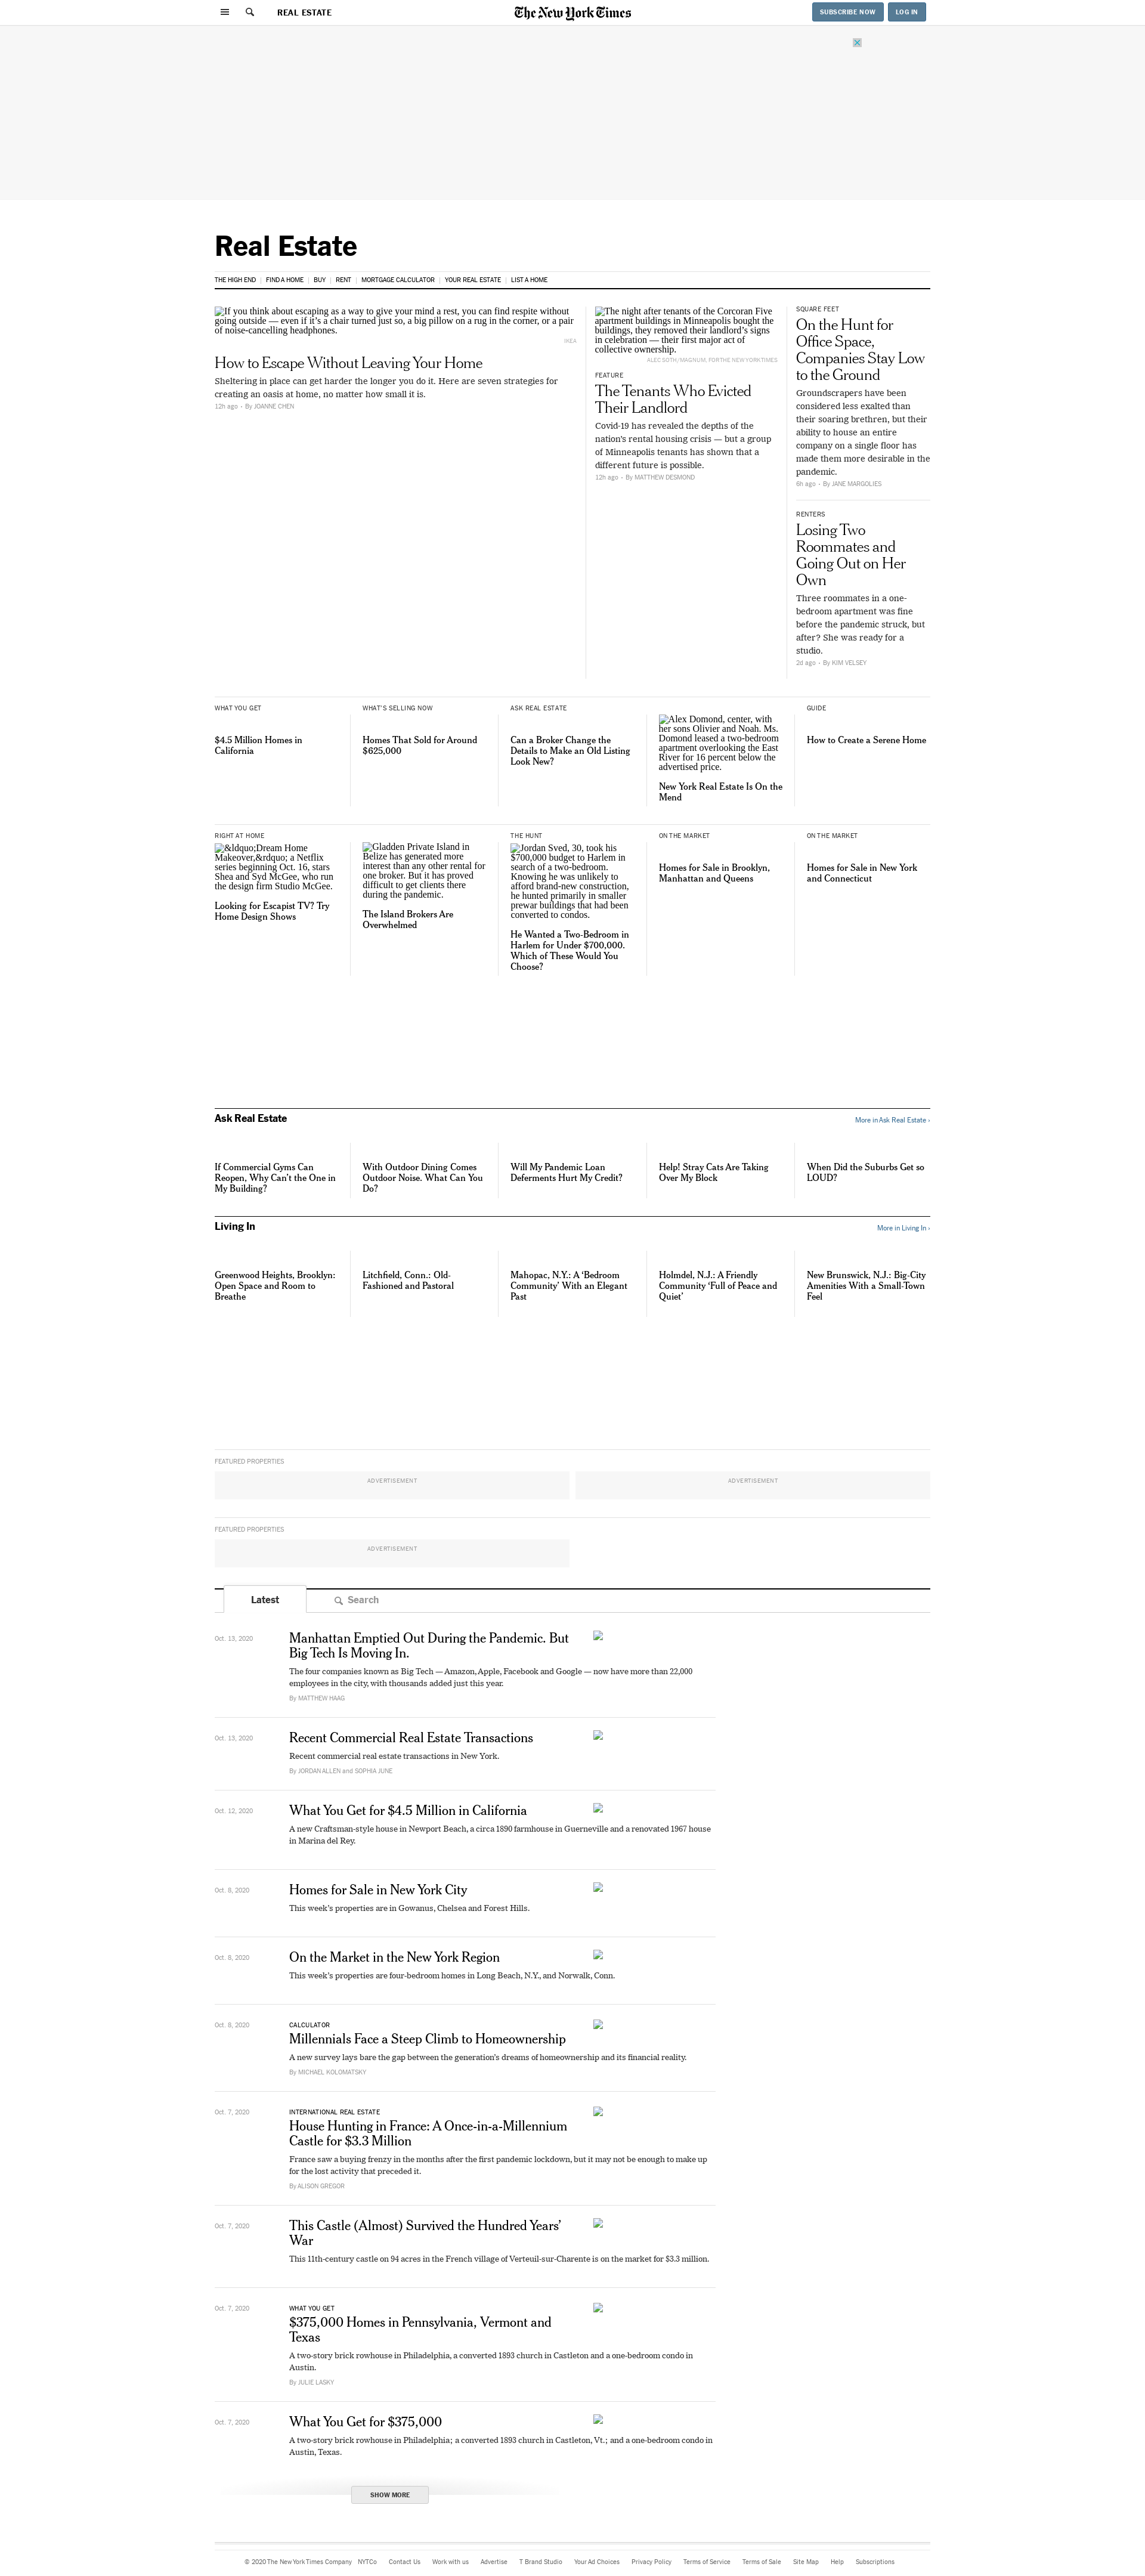 REAL ESTATE
The New York Times
SUBSCRIBE NOW
LOG IN
Real Estate
THE HIGH END | FIND A HOME | BUY | RENT | MORTGAGE CALCULATOR | YOUR REAL ESTATE | LIST A HOME
If you think about escaping as a way to give your mind a rest, you can find respite without
going outside — even if it's a chair turned just so, a big pillow on a rug in the corner, or a pair
of noise-cancelling headphones.
IKEA
How to Escape Without Leaving Your Home
Sheltering in place can get harder the longer you do it. Here are seven strategies for
creating an oasis at home, no matter how small it is.
12h ago • By JOANNE CHEN
The night after tenants of the Corcoran Five
apartment buildings in Minneapolis bought the
buildings, they removed their landlord's signs
in celebration — their first major act of
collective ownership.
ALEC SOTH/MAGNUM, FOR THE NEW YORK TIMES
FEATURE
The Tenants Who Evicted
Their Landlord
Covid-19 has revealed the depths of the
nation's rental housing crisis — but a group
of Minneapolis tenants has shown that a
different future is possible.
12h ago • By MATTHEW DESMOND
SQUARE FEET
On the Hunt for
Office Space,
Companies Stay Low
to the Ground
Groundscrapers have been
considered less exalted than
their soaring brethren, but their
ability to house an entire
company on a single floor has
made them more desirable in the
pandemic.
6h ago • By JANE MARGOLIES
RENTERS
Losing Two
Roommates and
Going Out on Her
Own
Three roommates in a one-
bedroom apartment was fine
before the pandemic struck, but
after? She was ready for a
studio.
2d ago • By KIM VELSEY
WHAT YOU GET
$4.5 Million Homes in
California
WHAT'S SELLING NOW
Homes That Sold for Around
$625,000
ASK REAL ESTATE
Can a Broker Change the
Details to Make an Old Listing
Look New?
Alex Domond, center, with
her sons Olivier and Noah. Ms.
Domond leased a two-bedroom
apartment overlooking the East
River for 16 percent below the
advertised price.
New York Real Estate Is On the
Mend
GUIDE
How to Create a Serene Home
RIGHT AT HOME
&ldquo;Dream Home
Makeover,&rdquo; a Netflix
series beginning Oct. 16, stars
Shea and Syd McGee, who run
the design firm Studio McGee.
Looking for Escapist TV? Try
Home Design Shows
Gladden Private Island in
Belize has generated more
interest than any other rental for
one broker. But it has proved
difficult to get clients there
during the pandemic.
The Island Brokers Are
Overwhelmed
THE HUNT
Jordan Sved, 30, took his
$700,000 budget to Harlem in
search of a two-bedroom.
Knowing he was unlikely to
afford brand-new construction,
he hunted primarily in smaller
prewar buildings that had been
converted to condos.
He Wanted a Two-Bedroom in
Harlem for Under $700,000.
Which of These Would You
Choose?
ON THE MARKET
Homes for Sale in Brooklyn,
Manhattan and Queens
ON THE MARKET
Homes for Sale in New York
and Connecticut
Ask Real Estate
More in Ask Real Estate ›
If Commercial Gyms Can
Reopen, Why Can't the One in
My Building?
With Outdoor Dining Comes
Outdoor Noise. What Can You
Do?
Will My Pandemic Loan
Deferments Hurt My Credit?
Help! Stray Cats Are Taking
Over My Block
When Did the Suburbs Get so
LOUD?
Living In
More in Living In ›
Greenwood Heights, Brooklyn:
Open Space and Room to
Breathe
Litchfield, Conn.: Old-
Fashioned and Pastoral
Mahopac, N.Y.: A ‘Bedroom
Community’ With an Elegant
Past
Holmdel, N.J.: A Friendly
Community ‘Full of Peace and
Quiet’
New Brunswick, N.J.: Big-City
Amenities With a Small-Town
Feel
FEATURED PROPERTIES
ADVERTISEMENT
ADVERTISEMENT
FEATURED PROPERTIES
ADVERTISEMENT
Latest
Search
Oct. 13, 2020
Manhattan Emptied Out During the Pandemic. But
Big Tech Is Moving In.
The four companies known as Big Tech — Amazon, Apple, Facebook and Google — now have more than 22,000
employees in the city, with thousands added just this year.
By MATTHEW HAAG
Oct. 13, 2020
Recent Commercial Real Estate Transactions
Recent commercial real estate transactions in New York.
By JORDAN ALLEN and SOPHIA JUNE
Oct. 12, 2020
What You Get for $4.5 Million in California
A new Craftsman-style house in Newport Beach, a circa 1890 farmhouse in Guerneville and a renovated 1967 house
in Marina del Rey.
Oct. 8, 2020
Homes for Sale in New York City
This week's properties are in Gowanus, Chelsea and Forest Hills.
Oct. 8, 2020
On the Market in the New York Region
This week's properties are four-bedroom homes in Long Beach, N.Y., and Norwalk, Conn.
Oct. 8, 2020
CALCULATOR
Millennials Face a Steep Climb to Homeownership
A new survey lays bare the gap between the generation's dreams of homeownership and its financial reality.
By MICHAEL KOLOMATSKY
Oct. 7, 2020
INTERNATIONAL REAL ESTATE
House Hunting in France: A Once-in-a-Millennium
Castle for $3.3 Million
France saw a buying frenzy in the months after the first pandemic lockdown, but it may not be enough to make up
for the lost activity that preceded it.
By ALISON GREGOR
Oct. 7, 2020
This Castle (Almost) Survived the Hundred Years’
War
This 11th-century castle on 94 acres in the French village of Verteuil-sur-Charente is on the market for $3.3 million.
Oct. 7, 2020
WHAT YOU GET
$375,000 Homes in Pennsylvania, Vermont and
Texas
A two-story brick rowhouse in Philadelphia, a converted 1893 church in Castleton and a one-bedroom condo in
Austin.
By JULIE LASKY
Oct. 7, 2020
What You Get for $375,000
A two-story brick rowhouse in Philadelphia; a converted 1893 church in Castleton, Vt.; and a one-bedroom condo in
Austin, Texas.
SHOW MORE
© 2020 The New York Times Company NYTCo Contact Us Work with us Advertise T Brand Studio Your Ad Choices Privacy Policy Terms of Service Terms of Sale Site Map Help Subscriptions